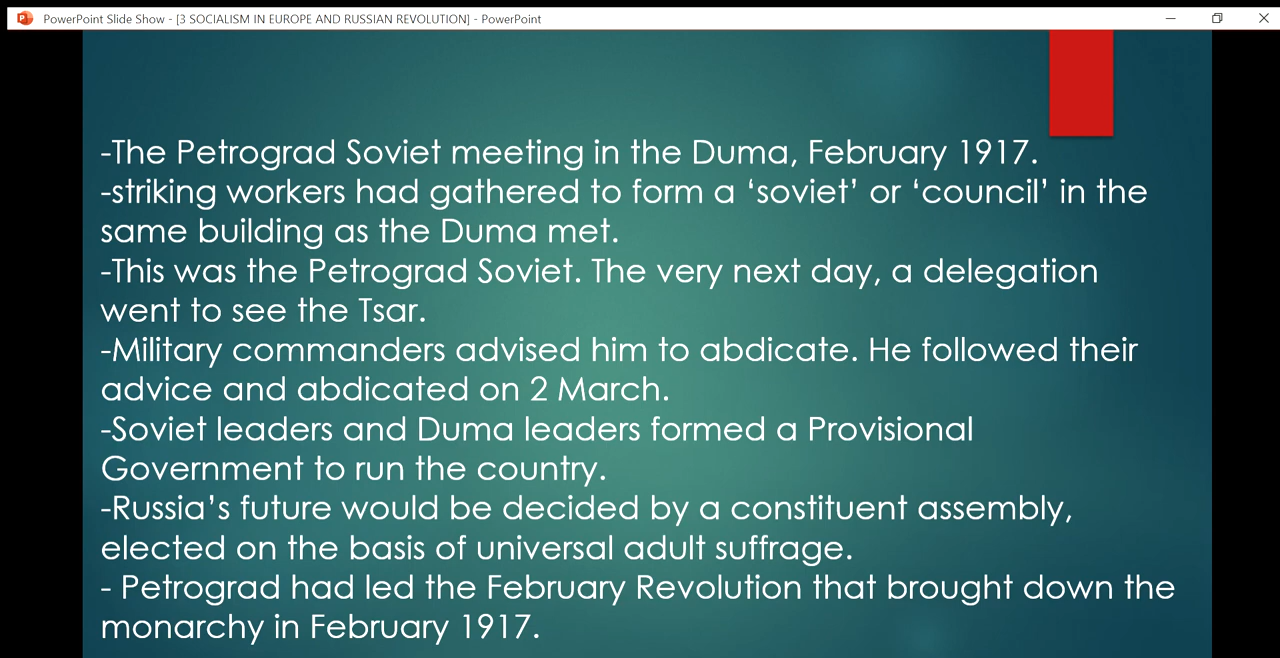 PowerPoint Slide Show - [3 SOCIALISM IN EUROPE AND RUSSIAN REVOLUTION] - PowerPoint
-The Petrograd Soviet meeting in the Duma, February 1917.
-striking workers had gathered to form a ‘soviet’ or ‘council’ in the
same building as the Duma met.
-This was the Petrograd Soviet. The very next day, a delegation
went to see the Tsar.
-Military commanders advised him to abdicate. He followed their
advice and abdicated on 2 March.
-Soviet leaders and Duma leaders formed a Provisional
Government to run the country.
-Russia’s future would be decided by a constituent assembly,
elected on the basis of universal adult suffrage.
- Petrograd had led the February Revolution that brought down the
monarchy in February 1917.